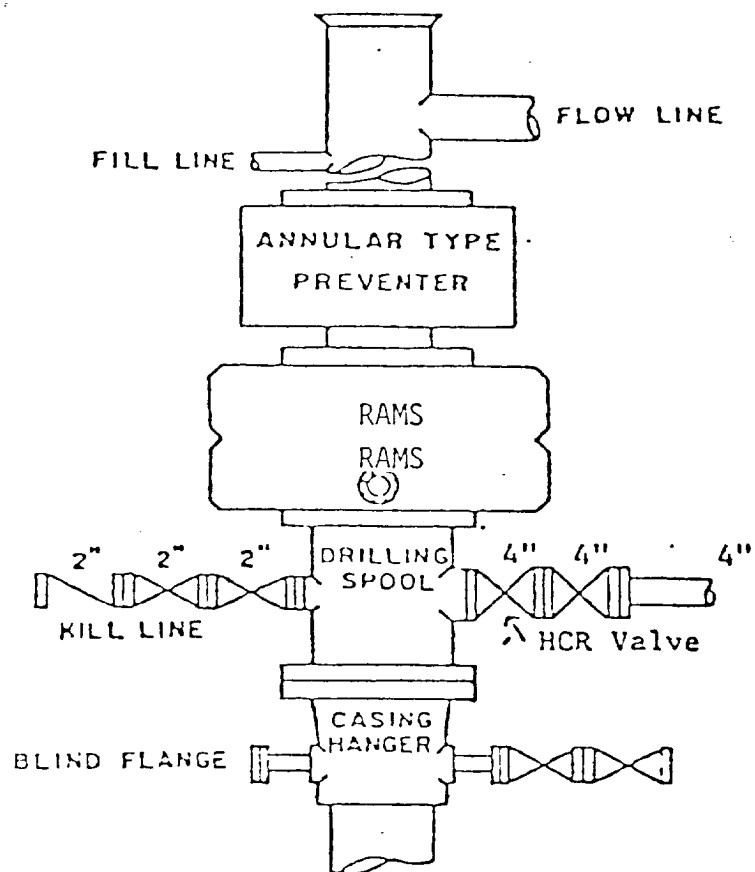 FLOW LINE
FILL LINE
ANNULAR TYPE
PREVENTER
RAMS
RAMS
2" 2" 2"
DRILLING
SPOOL
4" 4" 4"
KILL LINE
HCR Valve
CASING
HANGER
BLIND FLANGE